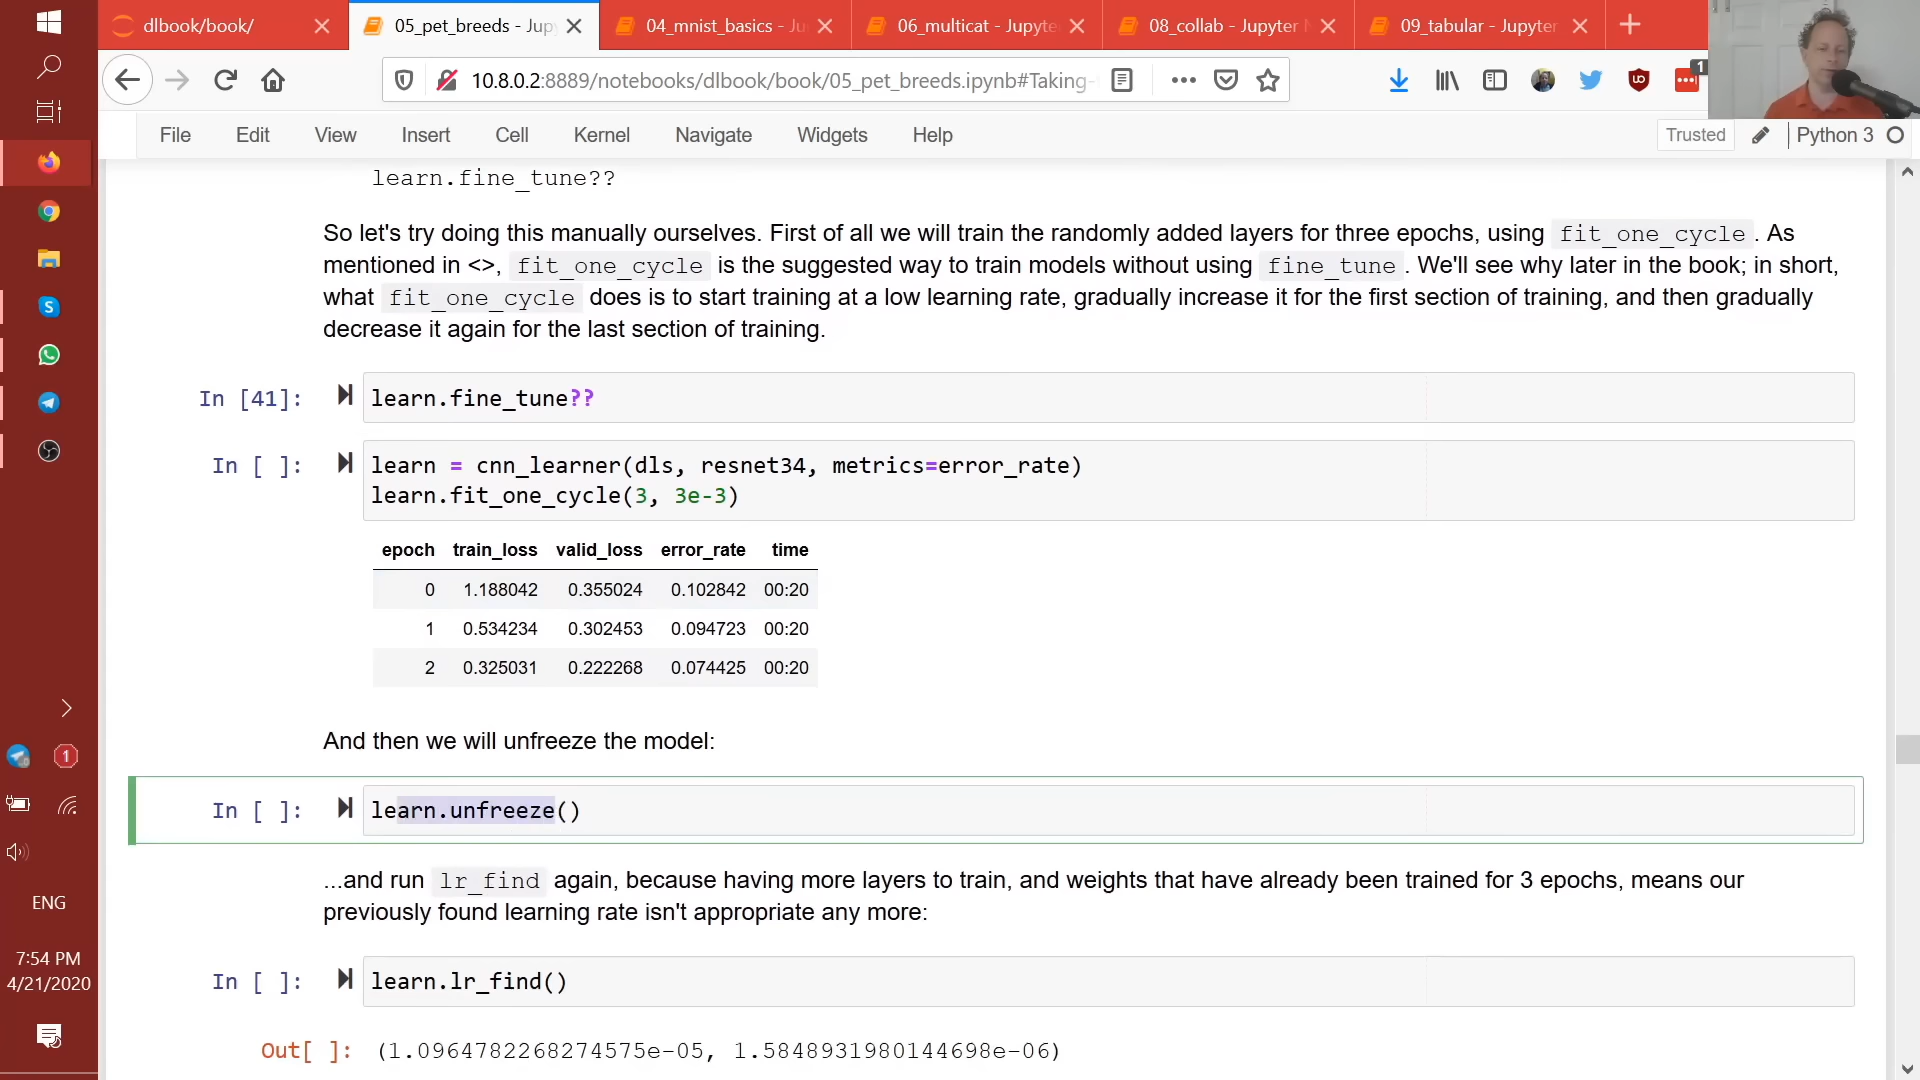 dlbook/book/
05_pet_breeds - Jup
04_mnist_basics - Ju
06_multicat - Jupyte
08_collab - Jupyter
09_tabular - Jupyter
10.8.0.2:8889/notebooks/dlbook/book/05_pet_breeds.ipynb#Taking-
1
File Edit View Insert Cell Kernel Navigate Widgets Help
Trusted
Python 3
learn.fine_tune??
So let's try doing this manually ourselves. First of all we will train the randomly added layers for three epochs, using fit_one_cycle. As
mentioned in <>, fit_one_cycle is the suggested way to train models without using fine_tune. We'll see why later in the book; in short,
what fit_one_cycle does is to start training at a low learning rate, gradually increase it for the first section of training, and then gradually
decrease it again for the last section of training.
In [41]: learn.fine_tune??
In [ ]: learn = cnn_learner(dls, resnet34, metrics=error_rate)
learn.fit_one_cycle(3, 3e-3)
epoch train_loss valid_loss error_rate time
0 1.188042 0.355024 0.102842 00:20
1 0.534234 0.302453 0.094723 00:20
2 0.325031 0.222268 0.074425 00:20
And then we will unfreeze the model:
In [ ]: learn.unfreeze()
...and run lr_find again, because having more layers to train, and weights that have already been trained for 3 epochs, means our
previously found learning rate isn't appropriate any more:
In [ ]: learn.lr_find()
Out[ ]: (1.0964782268274575e-05, 1.5848931980144698e-06)
1
ENG
7:54 PM
4/21/2020